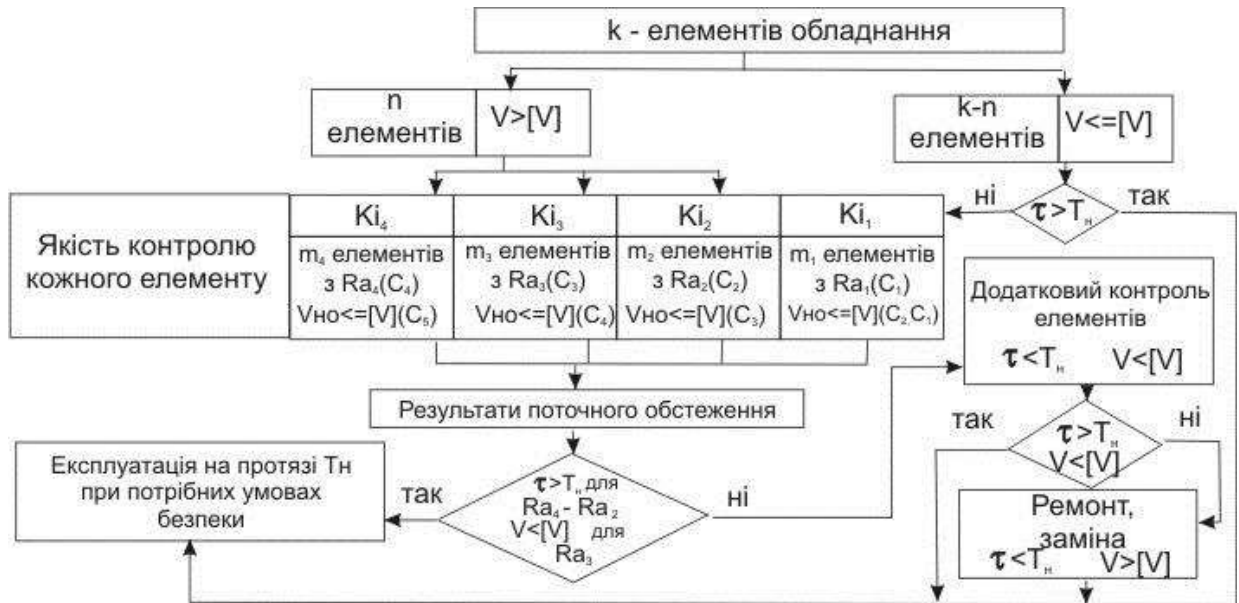 k - елементів обладнання
n
елементів
V>[V]
k-n
елементів
V<=[V]
ні
τ>Tн
так
Якість контролю
кожного елементу
Ki4
Ki3
Ki2
Ki1
m4 елементів
з Ra4(C4)
Vно<=[V](C5)
m3 елементів
з Ra3(C3)
Vно<=[V](C4)
m2 елементів
з Ra2(C2)
Vно<=[V](C3)
m1 елементів
з Ra1(C1)
Vно<=[V](C2,C1)
Додатковий контроль
елементів
τ<Tн V<[V]
Результати поточного обстеження
так
τ>Tн
V<[V]
ні
Експлуатація на протязі Тн
при потрібних умовах
безпеки
так
τ>Tн для
Ra4 - Ra2
V<[V] для
Ra3
ні
Ремонт,
заміна
τ<Tн V>[V]